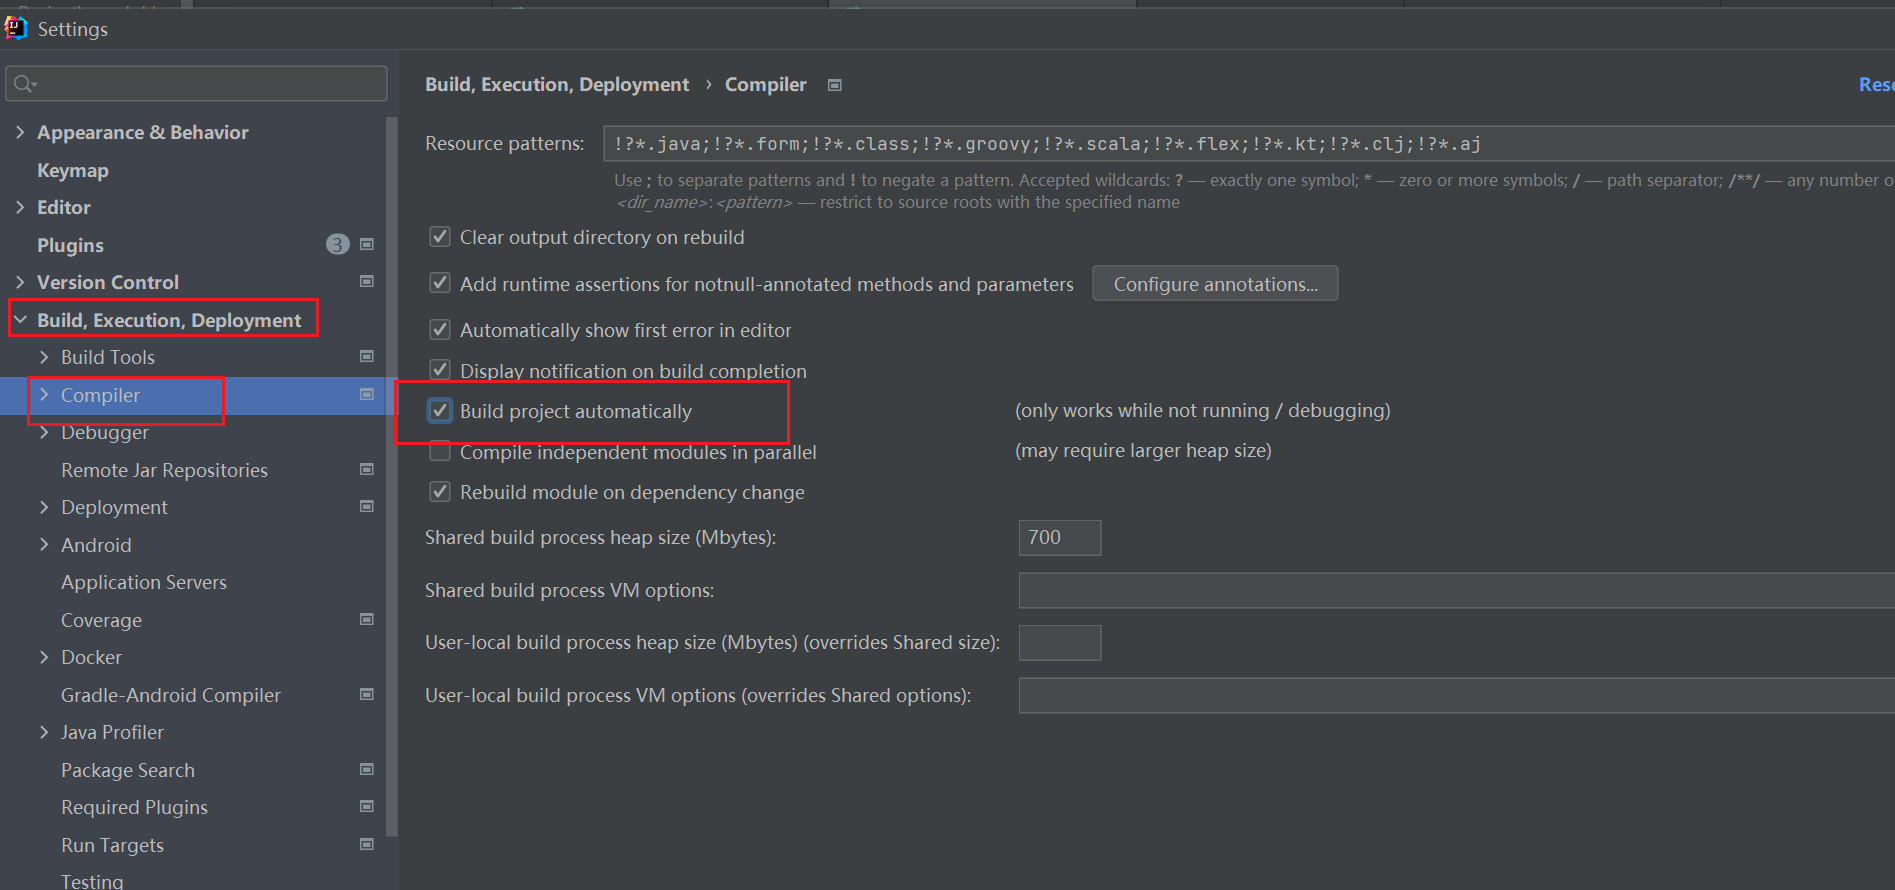 Settings
Build, Execution, Deployment › Compiler
Resource patterns: !?*.java;!?*.form;!?*.class;!?*.groovy;!?*.scala;!?*.flex;!?*.kt;!?*.clj;!?*.aj
Use ; to separate patterns and ! to negate a pattern. Accepted wildcards: ? — exactly one symbol; * — zero or more symbols; / — path separator; /**/ — any number
<dir_name>:<pattern> — restrict to source roots with the specified name
Clear output directory on rebuild
Add runtime assertions for notnull-annotated methods and parameters Configure annotations...
Automatically show first error in editor
Display notification on build completion
Build project automatically (only works while not running / debugging)
Compile independent modules in parallel (may require larger heap size)
Rebuild module on dependency change
Shared build process heap size (Mbytes): 700
Shared build process VM options:
User-local build process heap size (Mbytes) (overrides Shared size):
User-local build process VM options (overrides Shared options):
Appearance & Behavior
Keymap
Editor
Plugins 3
Version Control
Build, Execution, Deployment
Build Tools
Compiler
Debugger
Remote Jar Repositories
Deployment
Android
Application Servers
Coverage
Docker
Gradle-Android Compiler
Java Profiler
Package Search
Required Plugins
Run Targets
Testing